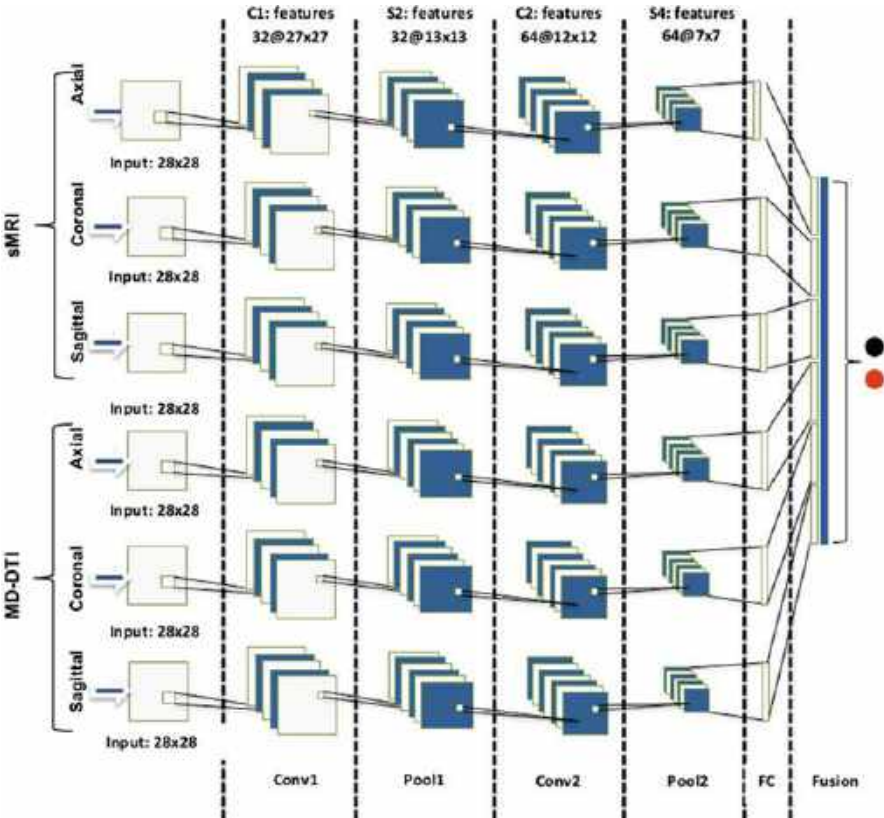 C1: features
32@27x27
S2: features
32@13x13
C2: features
64@12x12
S4: features
64@7x7
sMRI
Axial
Input: 28x28
Coronal
Input: 28x28
Sagittal
Input: 28x28
MD-DTI
Axial
Input: 28x28
Coronal
Input: 28x28
Sagittal
Input: 28x28
Conv1
Pool1
Conv2
Pool2
FC
Fusion